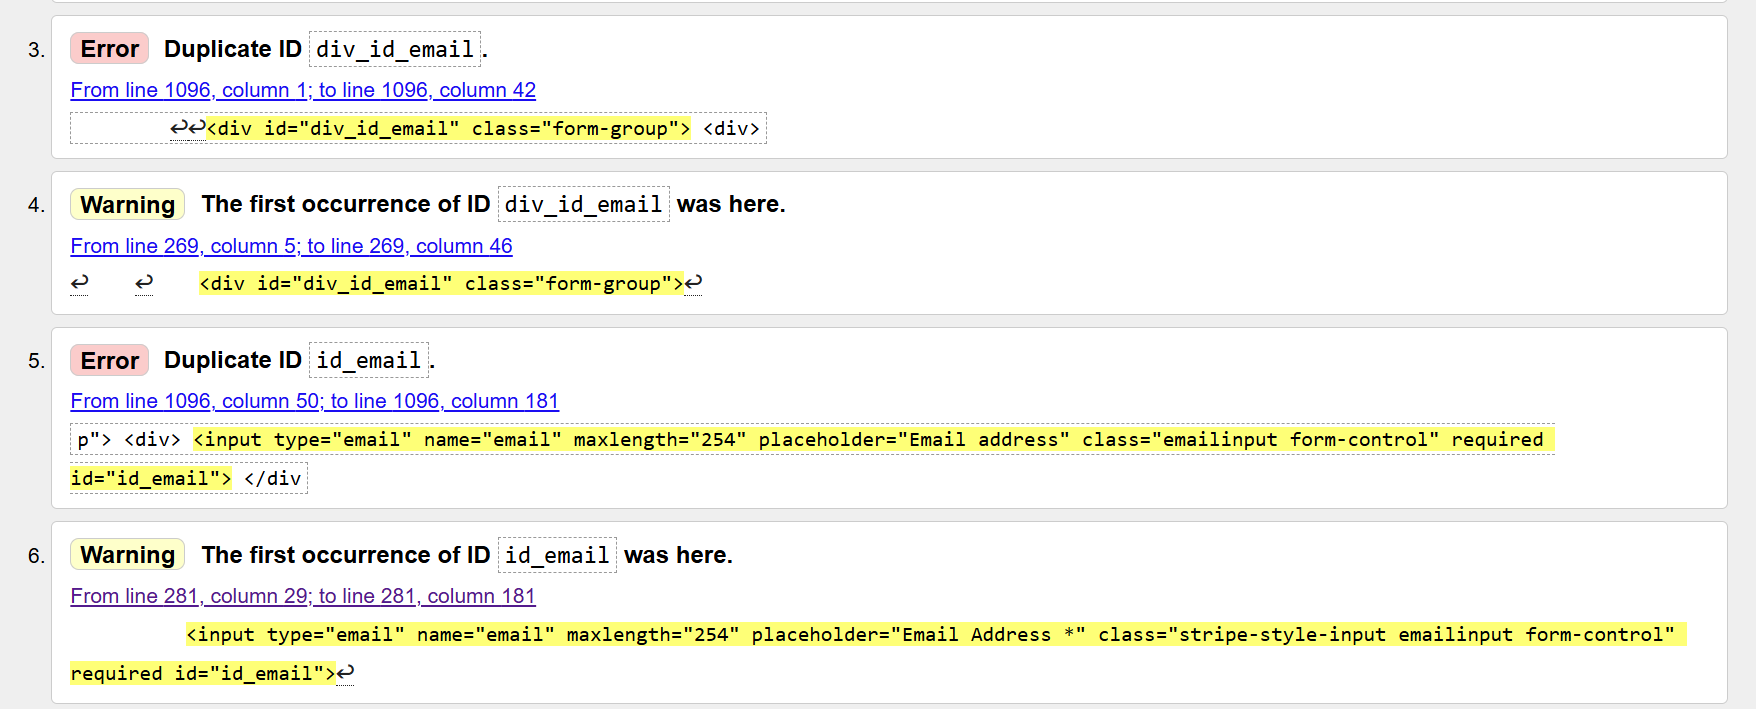 3. Error Duplicate ID div_id_email.
From line 1096, column 1; to line 1096, column 42
↩↩<div id="div_id_email" class="form-group"> <div>
4. Warning The first occurrence of ID div_id_email was here.
From line 269, column 5; to line 269, column 46
↩ ↩ <div id="div_id_email" class="form-group">↩
5. Error Duplicate ID id_email.
From line 1096, column 50; to line 1096, column 181
p"> <div> <input type="email" name="email" maxlength="254" placeholder="Email address" class="emailinput form-control" required
id="id_email"> </div
6. Warning The first occurrence of ID id_email was here.
From line 281, column 29; to line 281, column 181
<input type="email" name="email" maxlength="254" placeholder="Email Address *" class="stripe-style-input emailinput form-control"
required id="id_email">↩